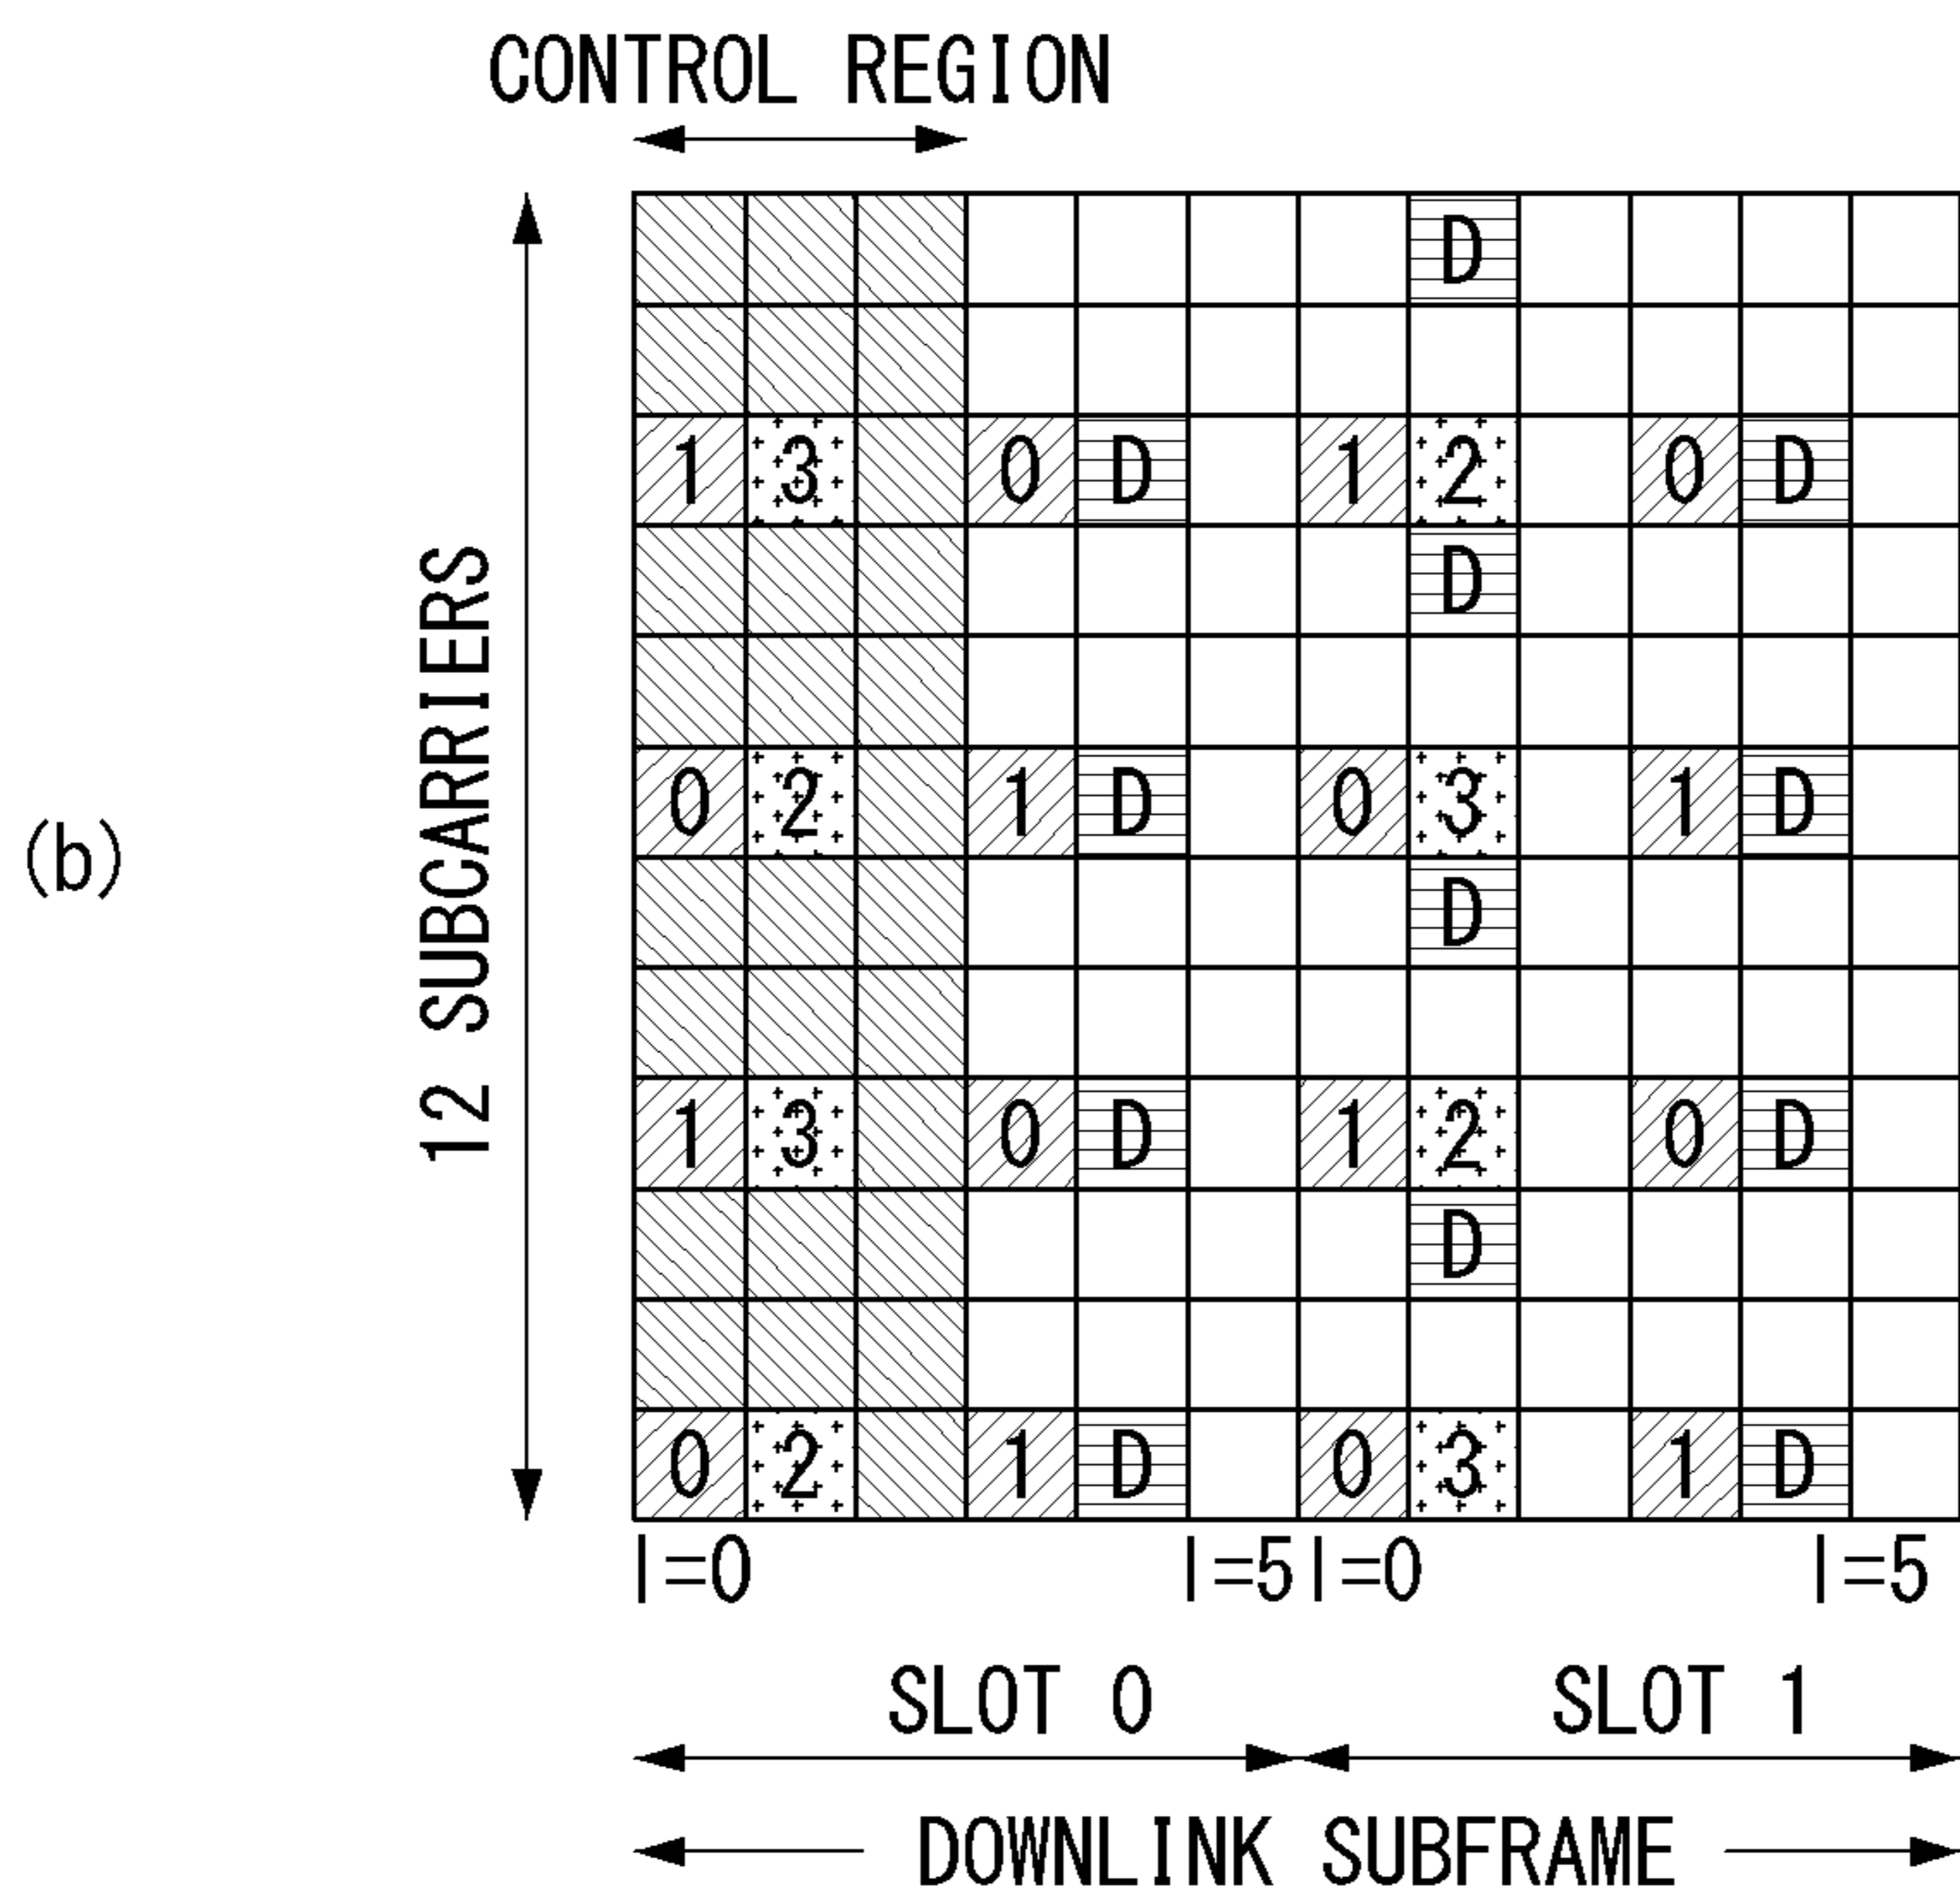 CONTROL REGION
D
1 3 0 D 1 2 0 D
D
12 SUBCARRIERS
0 2 1 D 0 3 1 D
(b)
D
1 3 0 D 1 2 0 D
D
0 2 1 D 0 3 1 D
l=0 l=5 l=0 l=5
SLOT 0 SLOT 1
DOWNLINK SUBFRAME